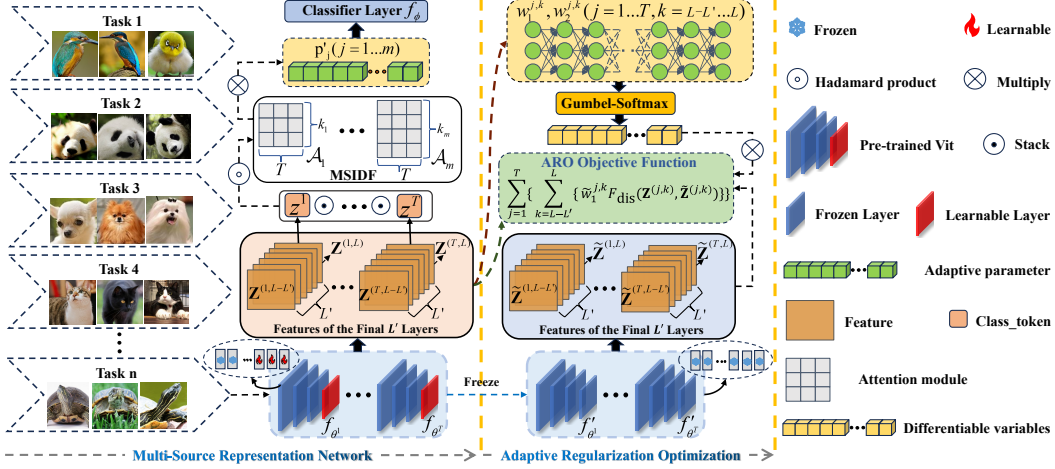 Task 1
Task 2
Task 3
Task 4
Task n
Classifier Layer f_ϕ
p'_j (j = 1...m)
k_1
k_m
T
𝒜_1
T
𝒜_m
MSIDF
z^1
z^T
Z^(1,L)
Z^(T,L)
Z^(1,L−L')
Z^(T,L−L')
L'
L'
Features of the Final L' Layers
f_θ^1
f_θ^T
Multi-Source Representation Network
Freeze
w_1^{j,k}, w_2^{j,k} (j = 1...T, k = L−L'...L)
Gumbel-Softmax
ARO Objective Function
∑_{j=1}^{T} { ∑_{k=L−L'}^{L} { w̃_1^{j,k} F_dis(Z^(j,k), Z̃^(j,k)) } }
Z̃^(1,L)
Z̃^(T,L)
Z̃^(1,L−L')
Z̃^(T,L−L')
L'
L'
Features of the Final L' Layers
f'_θ^1
f'_θ^T
Adaptive Regularization Optimization
Frozen
Learnable
Hadamard product
Multiply
Pre-trained Vit
Stack
Frozen Layer
Learnable Layer
Adaptive parameter
Feature
Class_token
Attention module
Differentiable variables